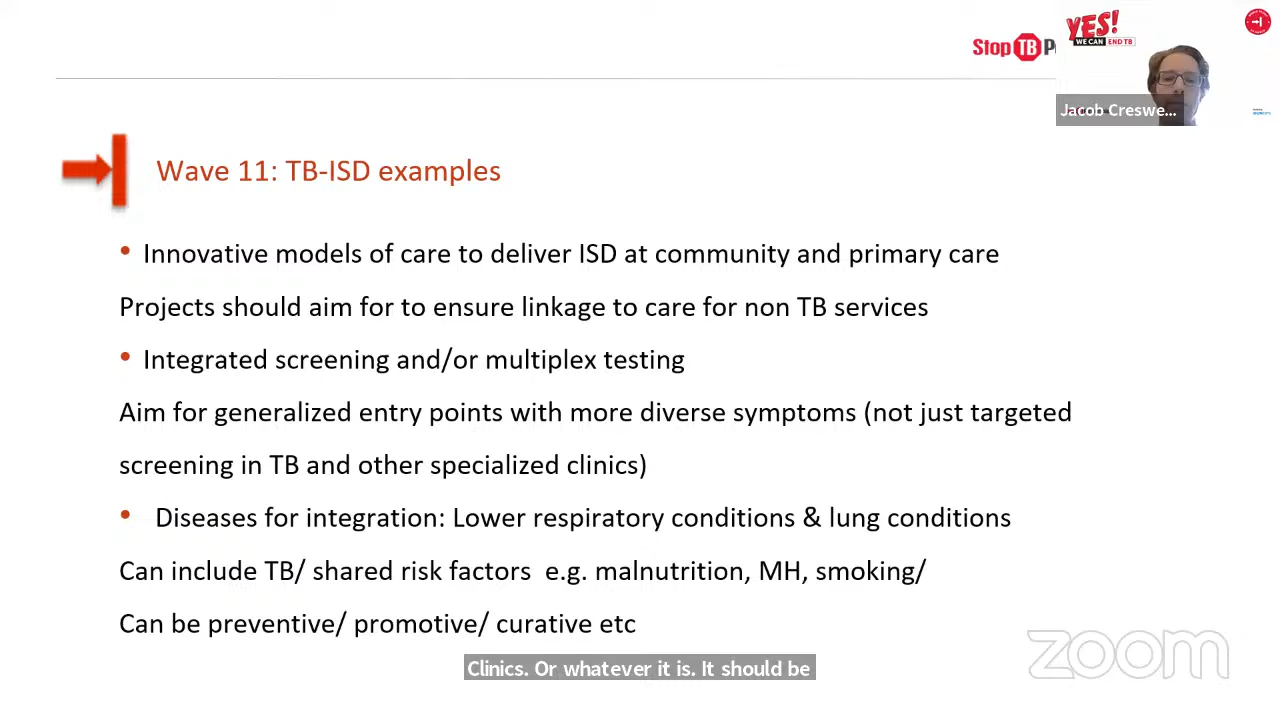 YES!
WE CAN END TB
Stop TB P
Jacob Creswe...
Wave 11: TB-ISD examples
• Innovative models of care to deliver ISD at community and primary care
Projects should aim for to ensure linkage to care for non TB services
• Integrated screening and/or multiplex testing
Aim for generalized entry points with more diverse symptoms (not just targeted
screening in TB and other specialized clinics)
• Diseases for integration: Lower respiratory conditions & lung conditions
Can include TB/ shared risk factors e.g. malnutrition, MH, smoking/
Can be preventive/ promotive/ curative etc
zoom
Clinics. Or whatever it is. It should be